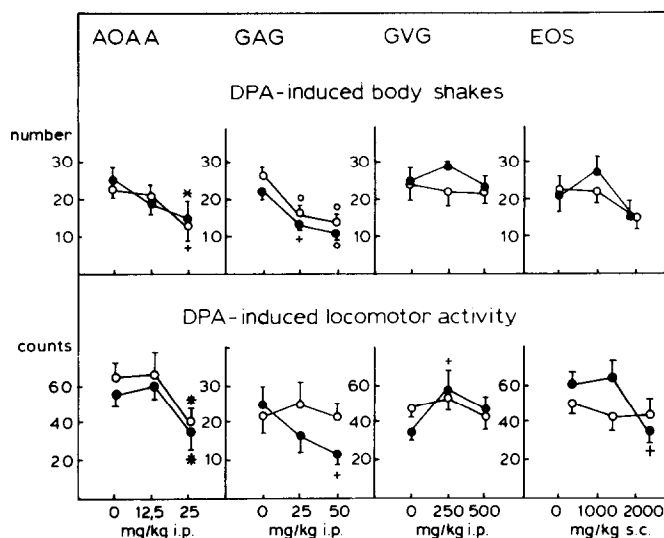 AOAA GAG GVG EOS
DPA-induced body shakes
number
30 30 30 30
20 20 20 20
10 10 10 10
DPA-induced locomotor activity
counts
60 30 60 60
40 20 40 40
20 10 20 20
0 12,5 25 0 25 50 0 250 500 0 1000 2000
mg/kg i.p. mg/kg i.p. mg/kg i.p. mg/kg s.c.